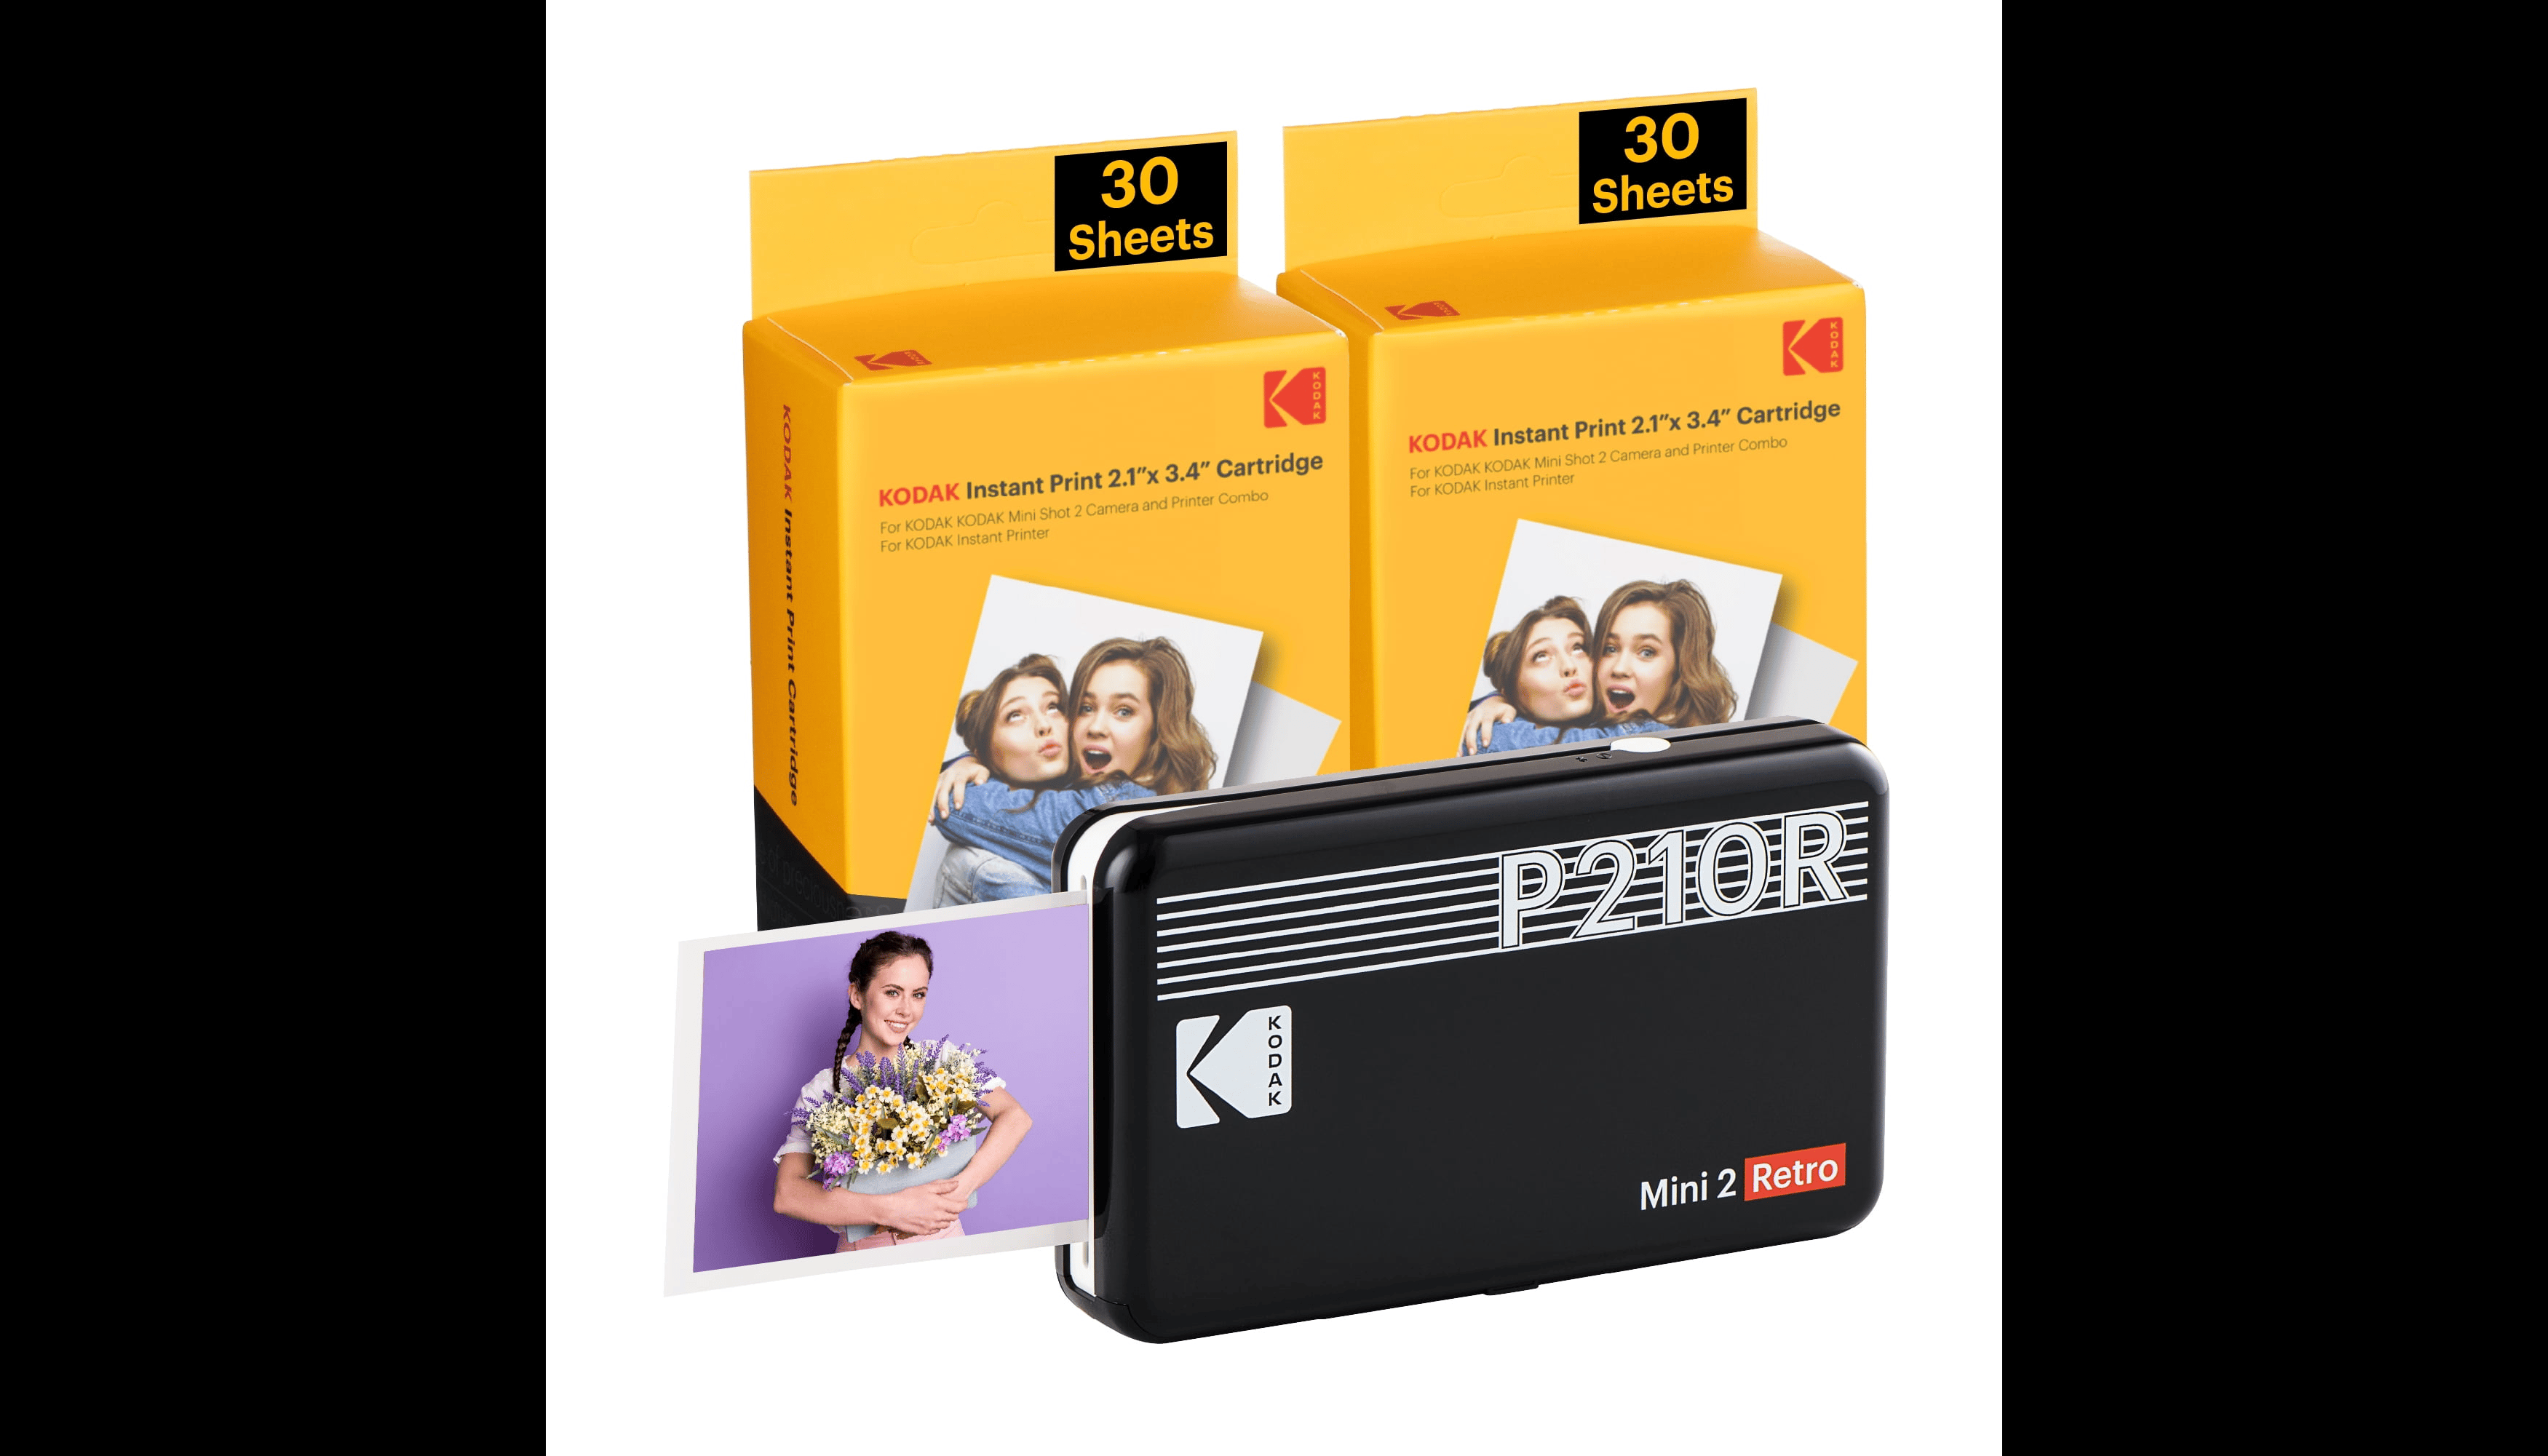 30
Sheets
30
Sheets
KODAK
KODAK
KODAK Instant Print 2.1”x 3.4” Cartridge
For KODAK KODAK Mini Shot 2 Camera and Printer Combo
For KODAK Instant Printer
KODAK Instant Print Cartridge
KODAK
KODAK
KODAK Instant Print 2.1”x 3.4” Cartridge
For KODAK KODAK Mini Shot 2 Camera and Printer Combo
For KODAK Instant Printer
P210R
KODAK
Mini 2 Retro